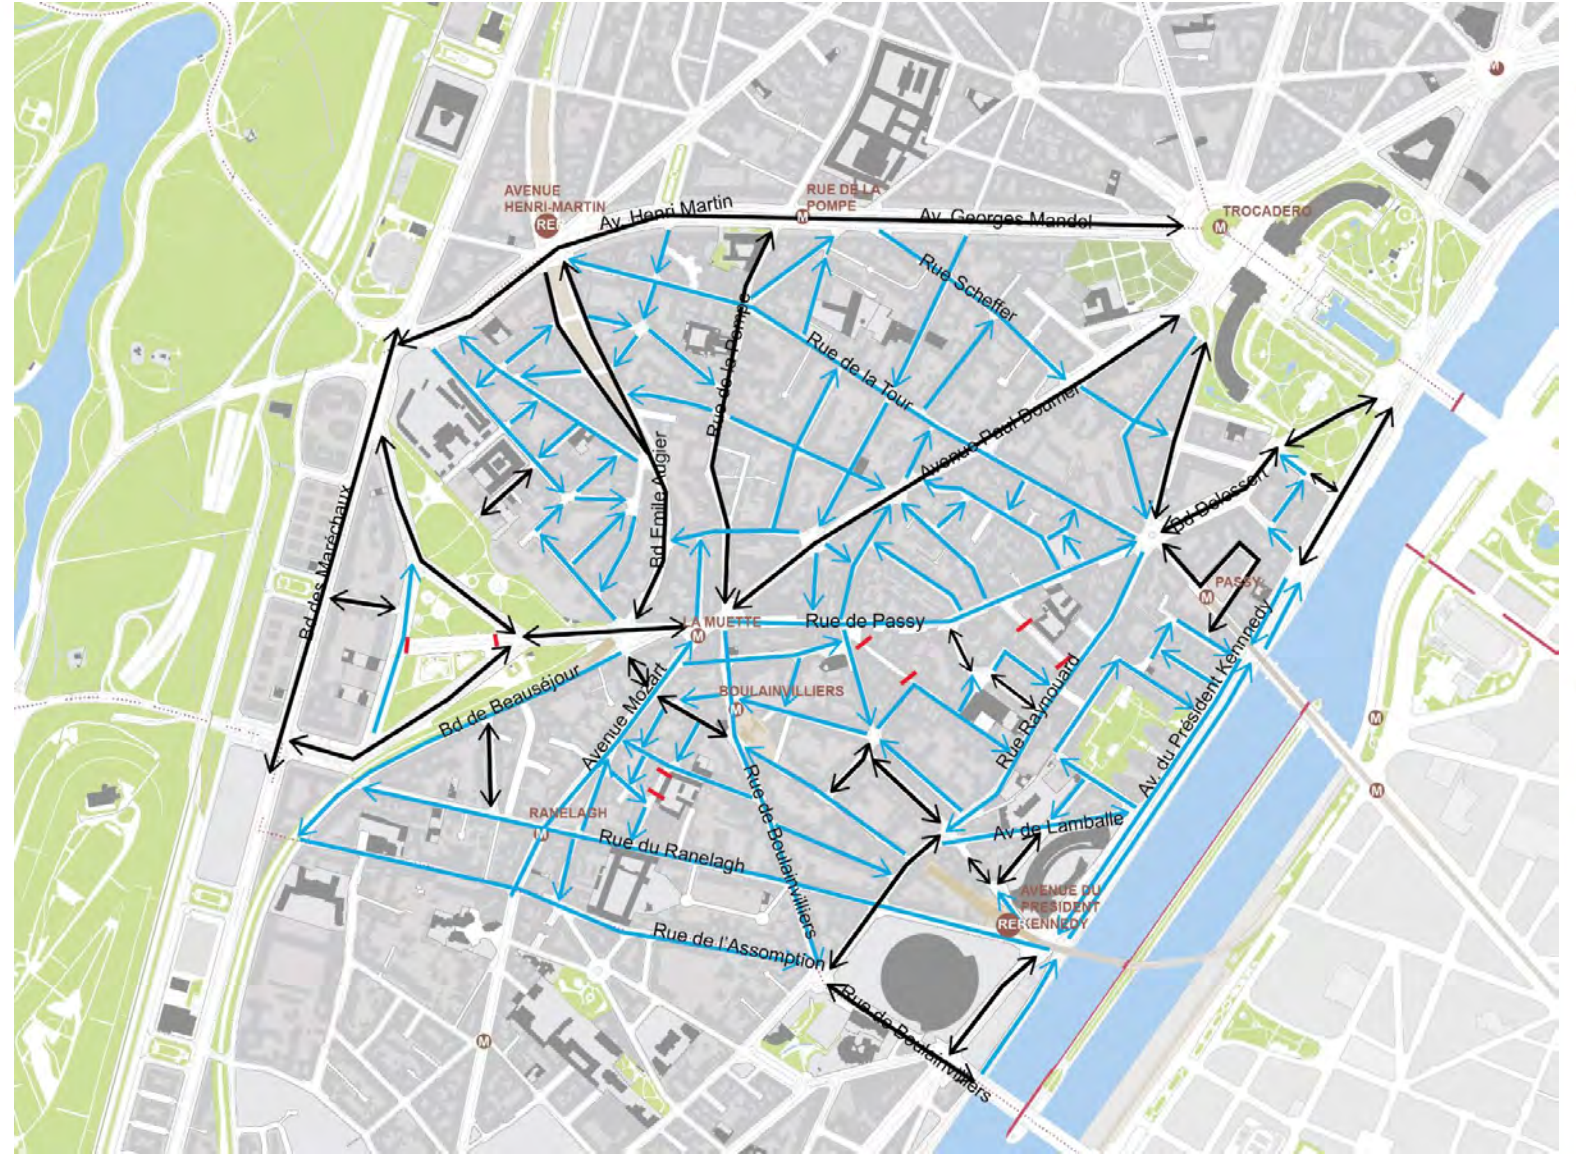 M
AVENUE
HENRI-MARTIN
RER
Av. Henri Martin
RUE DE LA
POMPE
M
Av. Georges Mandel
TROCADERO
M
Rue Scheffer
Rue de la Pompe
Rue de la Tour
Avenue Paul Doumer
Bd Emile Augier
Bd des Maréchaux
Bd Delessert
PASSY
M
LA MUETTE
M
Rue de Passy
Bd de Beauséjour
Avenue Mozart
BOULAINVILLIERS
M
Rue Raynouard
Av. du Président Kennedy
M
M
RANELAGH
M
Rue du Ranelagh
Rue de Boulainvilliers
Av de Lamballe
AVENUE DU
PRESIDENT
KENNEDY
RER
Rue de l'Assomption
Rue de Boulainvilliers
M